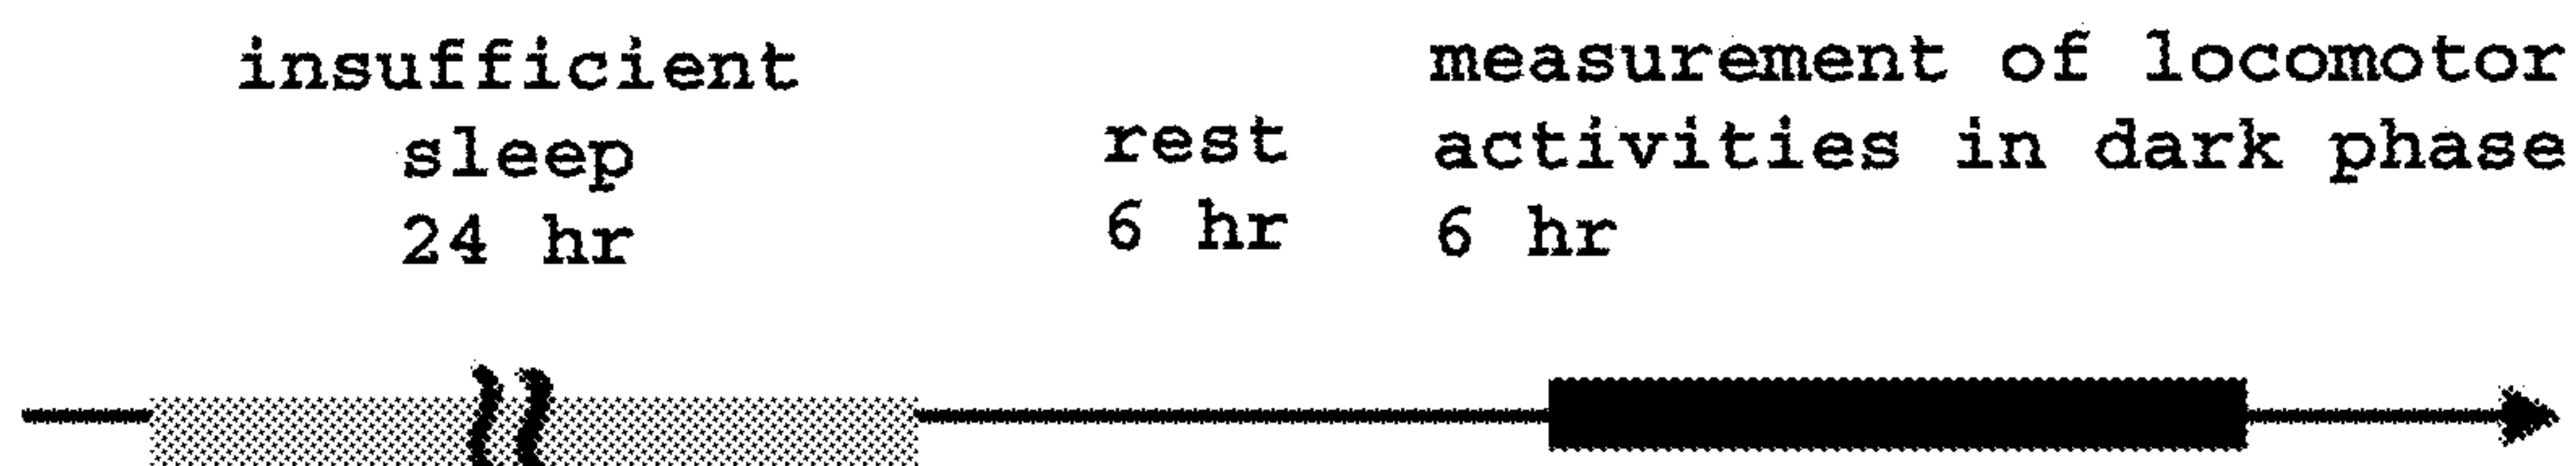 insufficient
sleep
24 hr
rest
6 hr
measurement of locomotor
activities in dark phase
6 hr